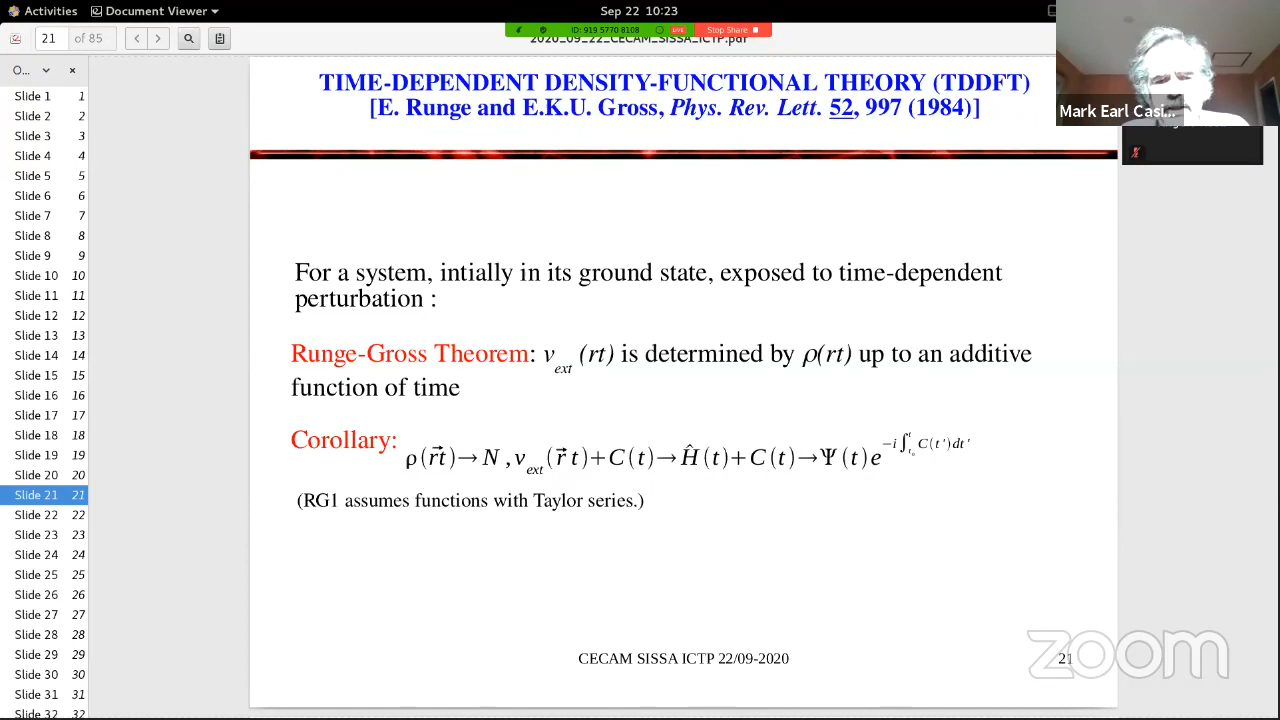 Activities Document Viewer Sep 22 10:23
21 of 85
ID: 919 5770 8108 LIVE Stop Share
2020_09_22_CECAM_SISSA_ICTP.pdf
O...
Slide 1 1
Slide 2 2
Slide 3 3
Slide 4 4
Slide 5 5
Slide 6 6
Slide 7 7
Slide 8 8
Slide 9 9
Slide 10 10
Slide 11 11
Slide 12 12
Slide 13 13
Slide 14 14
Slide 15 15
Slide 16 16
Slide 17 17
Slide 18 18
Slide 19 19
Slide 20 20
Slide 21 21
Slide 22 22
Slide 23 23
Slide 24 24
Slide 25 25
Slide 26 26
Slide 27 27
Slide 28 28
Slide 29 29
Slide 30 30
Slide 31 31
Slide 32 32
TIME-DEPENDENT DENSITY-FUNCTIONAL THEORY (TDDFT)
[E. Runge and E.K.U. Gross, Phys. Rev. Lett. 52, 997 (1984)]
Mark Earl Casi...
For a system, intially in its ground state, exposed to time-dependent
perturbation :
Runge-Gross Theorem: v_ext (rt) is determined by ρ(rt) up to an additive
function of time
Corollary: ρ(r⃗t)→N, v_ext(r⃗ t)+C(t)→Ĥ(t)+C(t)→Ψ(t)e^{−i∫_{t₀}^{t} C(t')dt'}
(RG1 assumes functions with Taylor series.)
CECAM SISSA ICTP 22/09-2020
21
zoom